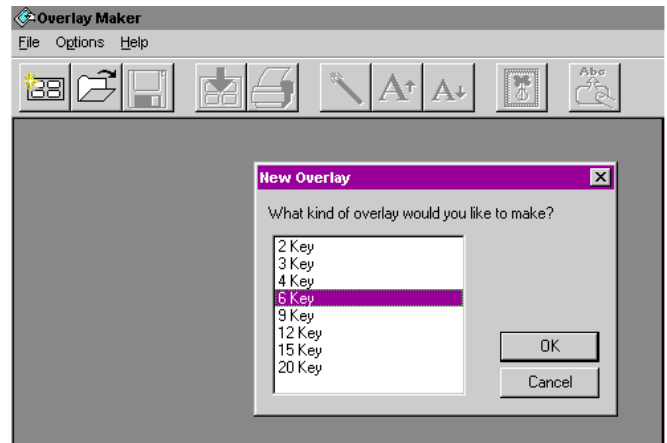 Overlay Maker
File Options Help
A A Abc
New Overlay
What kind of overlay would you like to make?
2 Key
3 Key
4 Key
6 Key
9 Key
12 Key
15 Key
20 Key
OK
Cancel